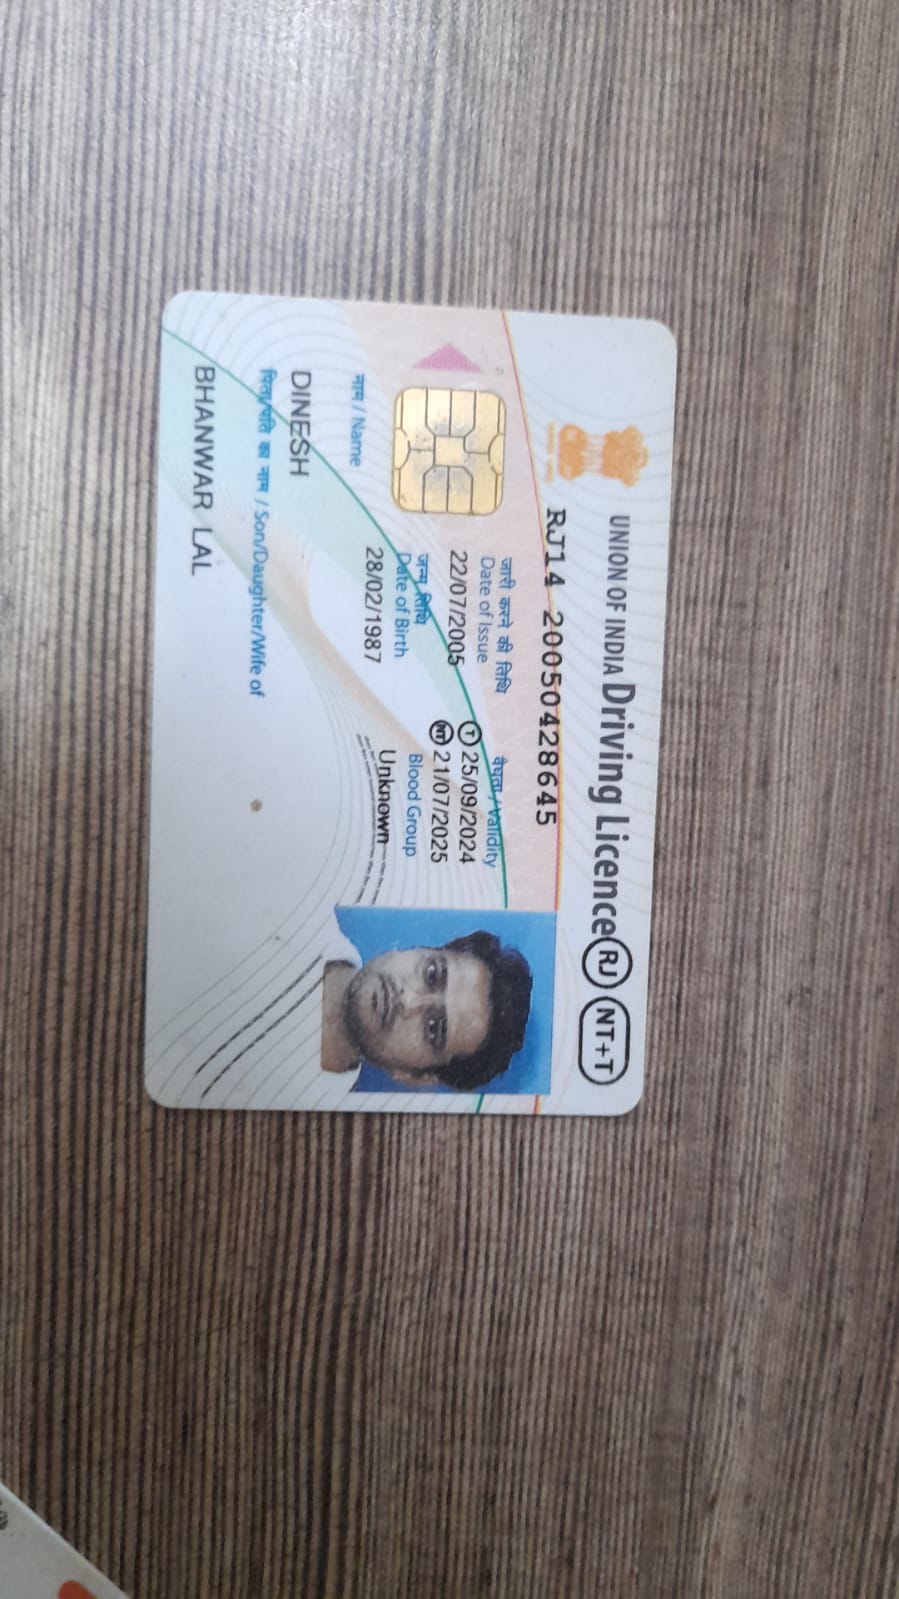 UNION OF INDIA Driving Licence RJ NT+T
RJ14 20050428645
जारी करने की तिथि
Date of Issue
22/07/2005
वैधता / Validity
T 25/09/2024
NT 21/07/2025
जन्म तिथि
Date of Birth
28/02/1987
Blood Group
Unknown
नाम / Name
DINESH
पिता/पति का नाम / Son/Daughter/Wife of
BHANWAR LAL